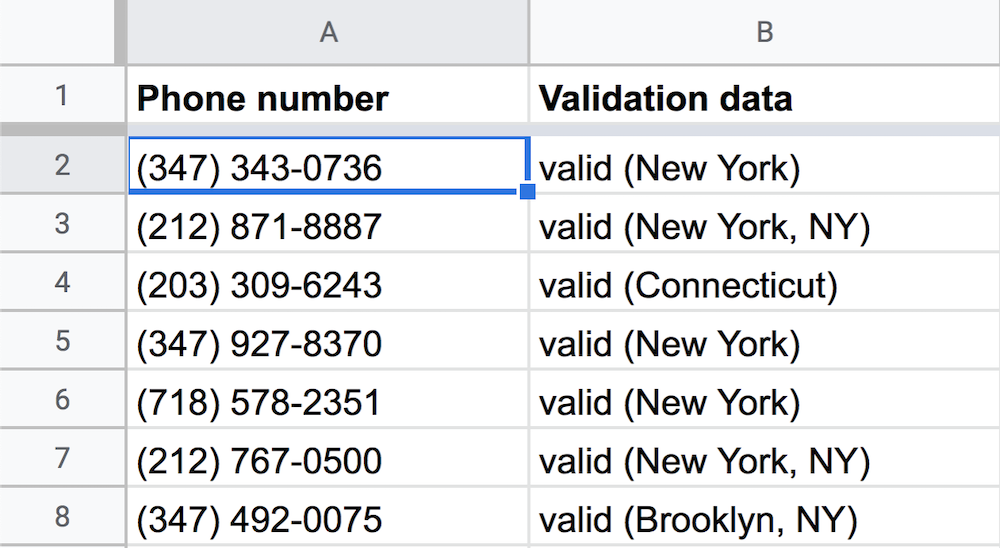 A B
1 Phone number Validation data
2 (347) 343-0736 valid (New York)
3 (212) 871-8887 valid (New York, NY)
4 (203) 309-6243 valid (Connecticut)
5 (347) 927-8370 valid (New York)
6 (718) 578-2351 valid (New York)
7 (212) 767-0500 valid (New York, NY)
8 (347) 492-0075 valid (Brooklyn, NY)